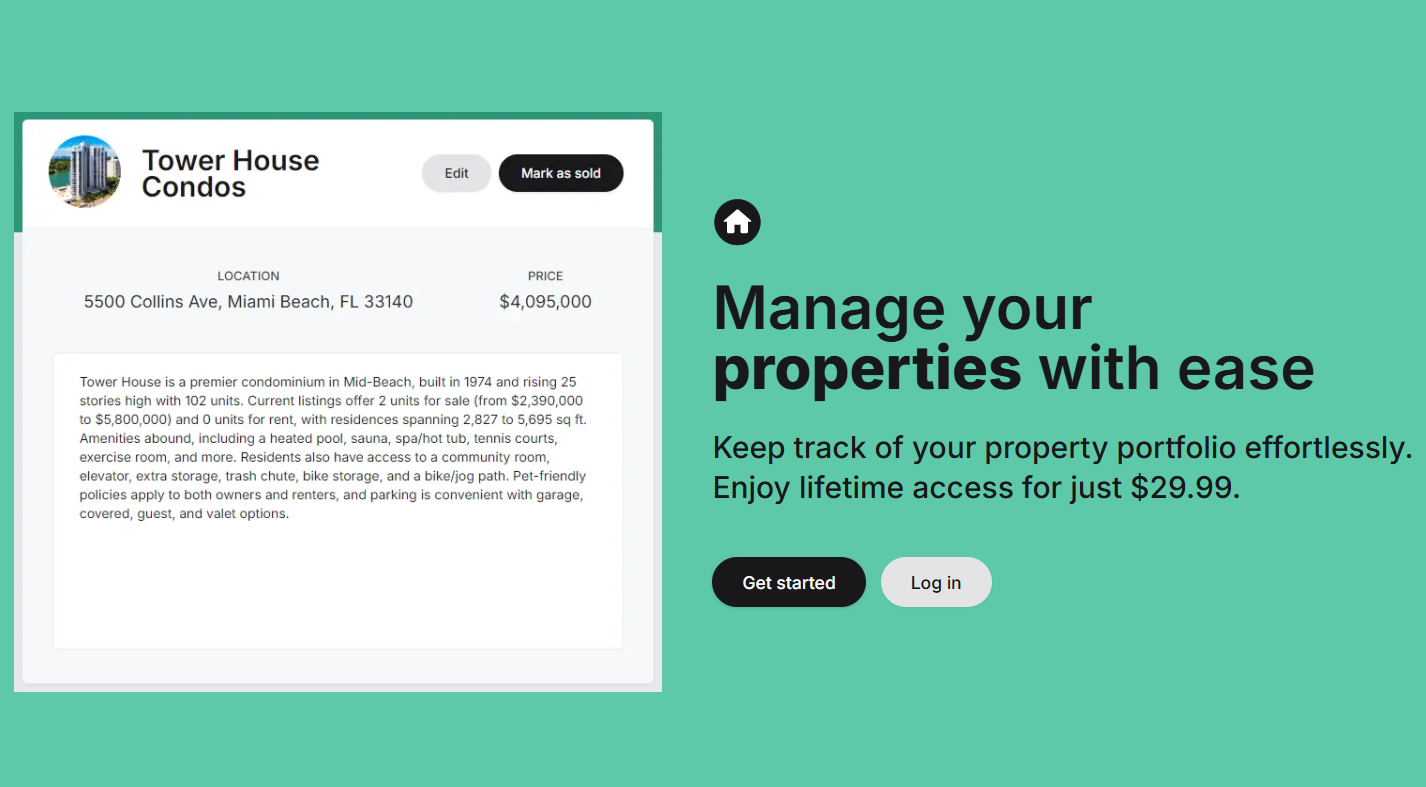 Tower House
Condos
Edit
Mark as sold
LOCATION
5500 Collins Ave, Miami Beach, FL 33140
PRICE
$4,095,000
Tower House is a premier condominium in Mid-Beach, built in 1974 and rising 25
stories high with 102 units. Current listings offer 2 units for sale (from $2,390,000
to $5,800,000) and 0 units for rent, with residences spanning 2,827 to 5,695 sq ft.
Amenities abound, including a heated pool, sauna, spa/hot tub, tennis courts,
exercise room, and more. Residents also have access to a community room,
elevator, extra storage, trash chute, bike storage, and a bike/jog path. Pet-friendly
policies apply to both owners and renters, and parking is convenient with garage,
covered, guest, and valet options.
Manage your
properties with ease
Keep track of your property portfolio effortlessly.
Enjoy lifetime access for just $29.99.
Get started
Log in